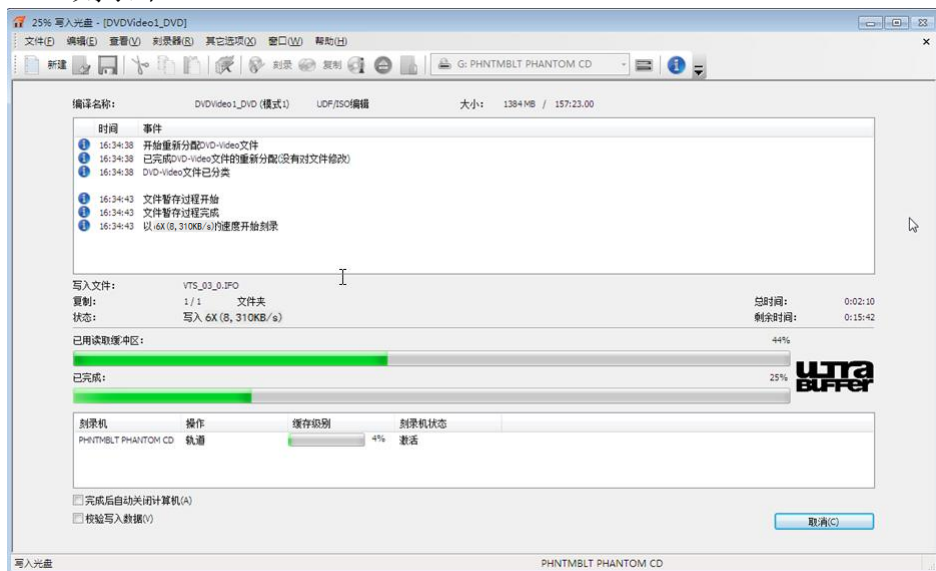 25% 写入光盘 - [DVDVideo1_DVD]
文件(F) 编辑(E) 查看(V) 刻录器(R) 其它选项(X) 窗口(W) 帮助(H)
新建 刻录 复制 G: PHNTMBLT PHANTOM CD
编译名称: DVDVideo1_DVD (模式1) UDF/ISO编辑 大小: 1384MB / 157:23.00
时间 事件
16:34:38 开始重新分配DVD-Video文件
16:34:38 已完成DVD-Video文件的重新分配(没有对文件修改)
16:34:38 DVD-Video文件已分类
16:34:43 文件暂存过程开始
16:34:43 文件暂存过程完成
16:34:43 以 6X (8, 310KB/s)的速度开始刻录
写入文件: VTS_03_0.IFO
复制: 1/1 文件夹 总时间: 0:02:10
状态: 写入 6X (8, 310KB/s) 剩余时间: 0:15:42
已用读取缓冲区: 44%
已完成: 25%
ULTRA
BUFFER
刻录机 操作 缓存级别 刻录机状态
PHNTMBLT PHANTOM CD 轨道 4% 激活
完成后自动关闭计算机(A)
校验写入数据(V)
取消(C)
写入光盘 PHNTMBLT PHANTOM CD